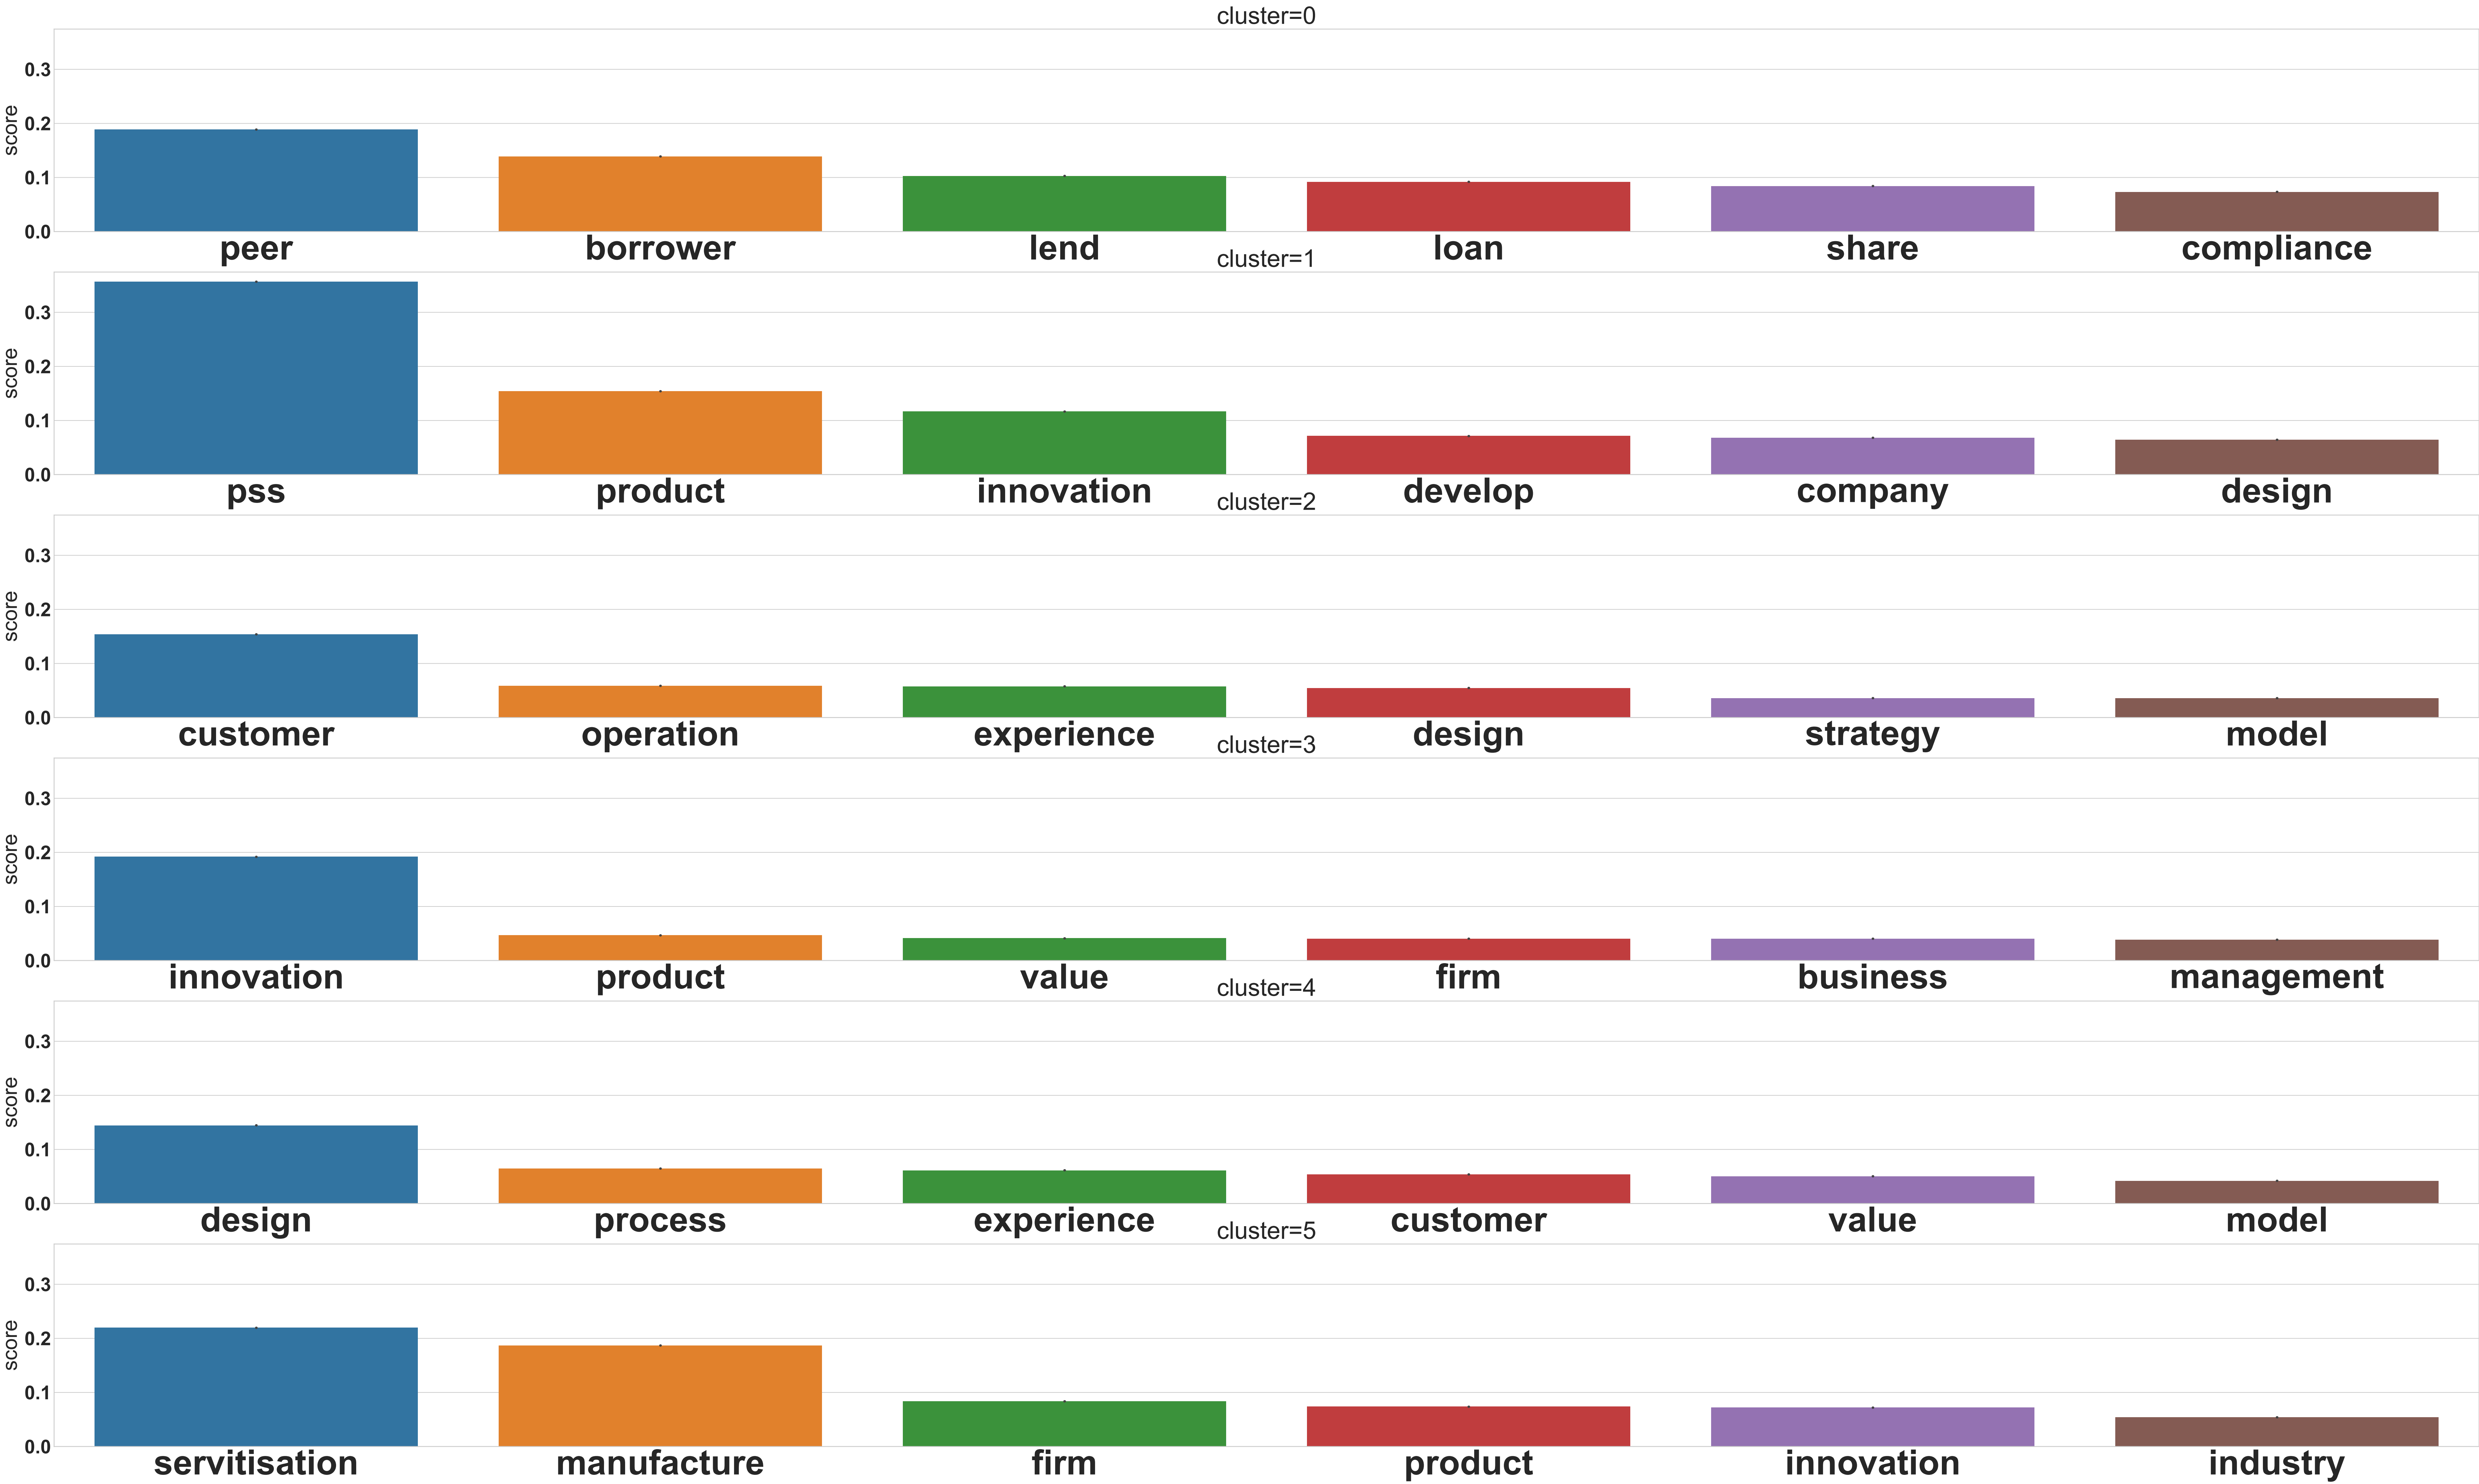 cluster=0
0.3
0.2
0.1
0.0
score
peer borrower lend loan share compliance
cluster=1
0.3
0.2
0.1
0.0
score
pss product innovation develop company design
cluster=2
0.3
0.2
0.1
0.0
score
customer operation experience design strategy model
cluster=3
0.3
0.2
0.1
0.0
score
innovation product value firm business management
cluster=4
0.3
0.2
0.1
0.0
score
design process experience customer value model
cluster=5
0.3
0.2
0.1
0.0
score
servitisation manufacture firm product innovation industry